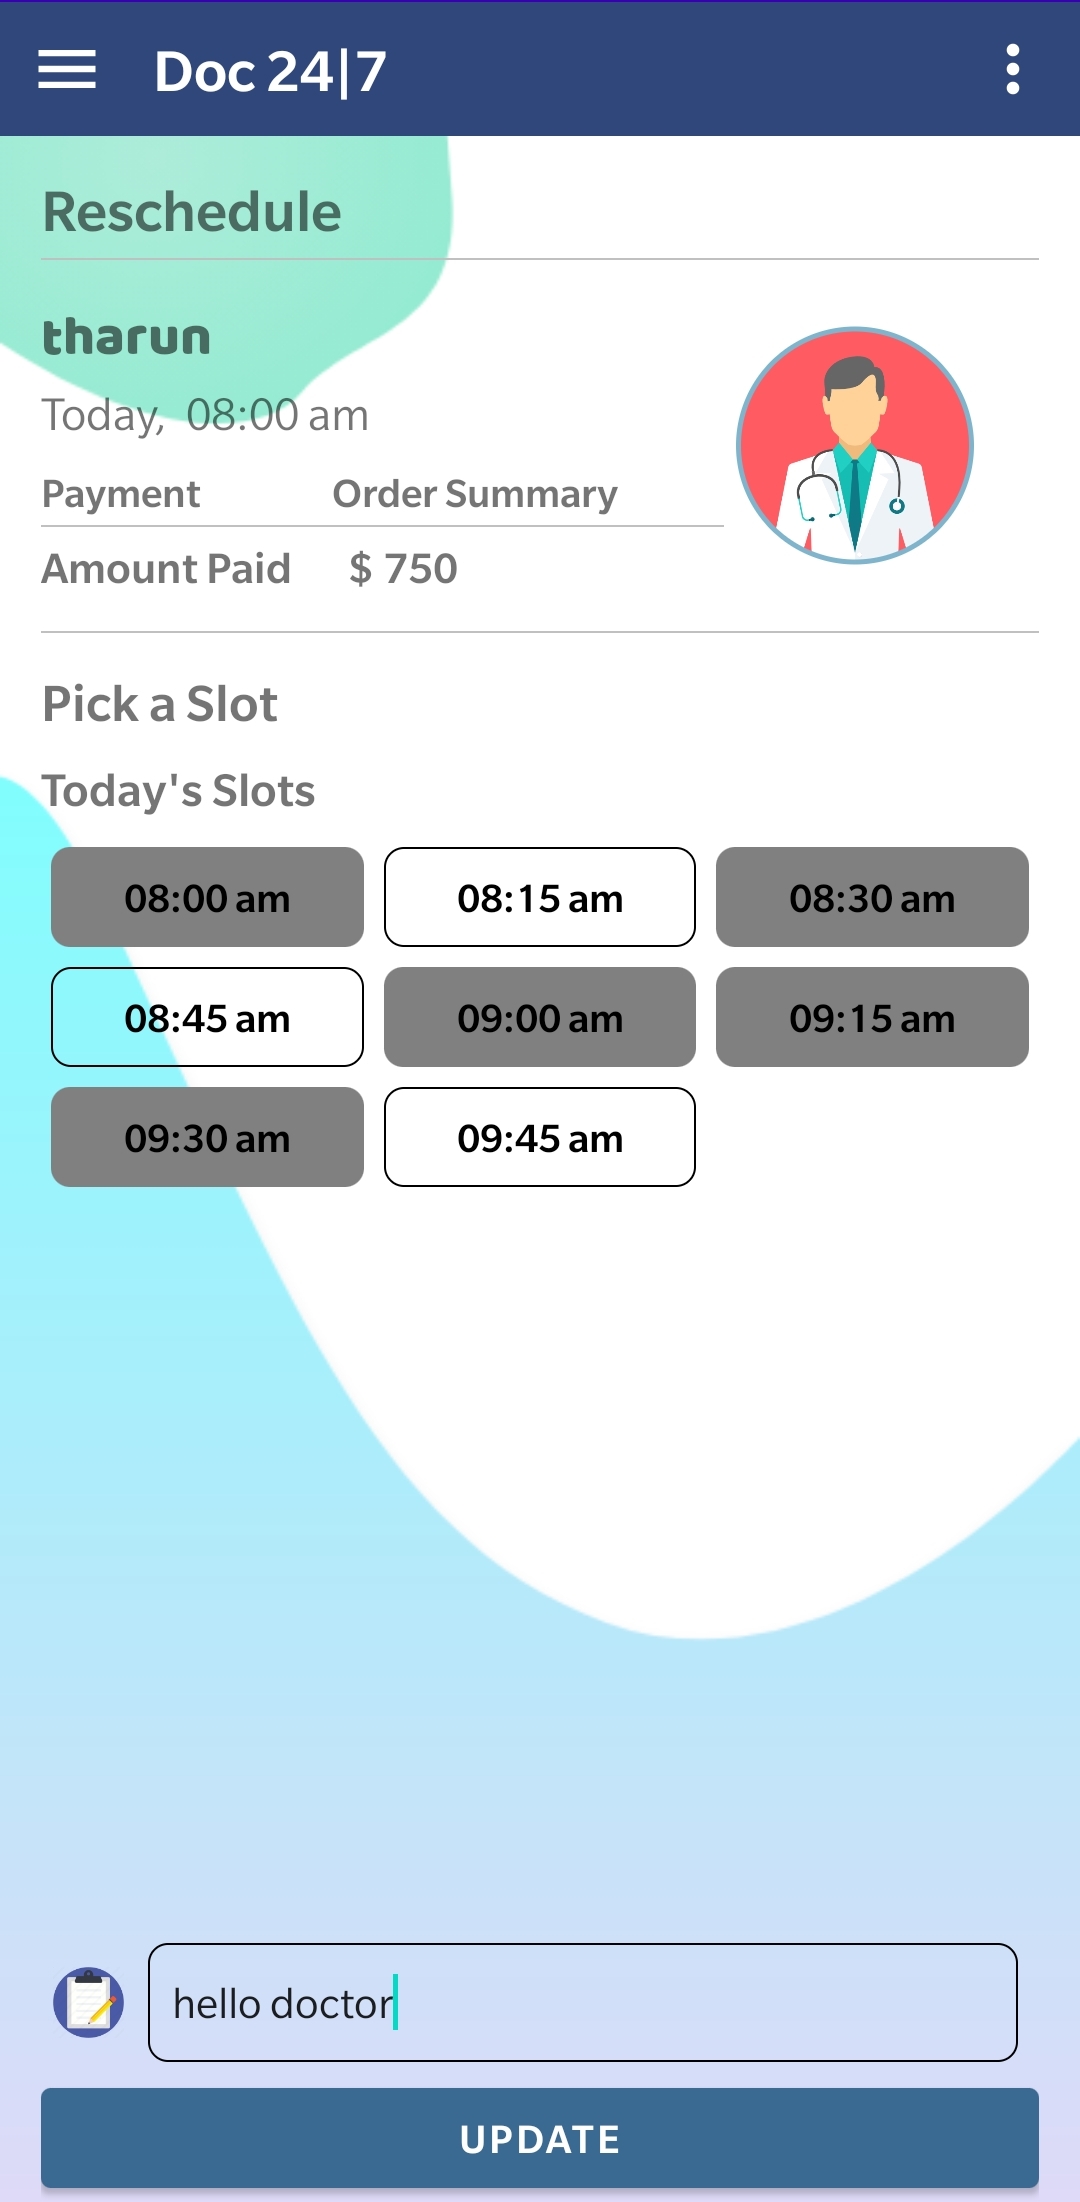 Doc 24|7
Reschedule
tharun
Today,  08:00 am
Payment Order Summary
Amount Paid $ 750
Pick a Slot
Today's Slots
08:00 am 08:15 am 08:30 am
08:45 am 09:00 am 09:15 am
09:30 am 09:45 am
hello doctor
UPDATE